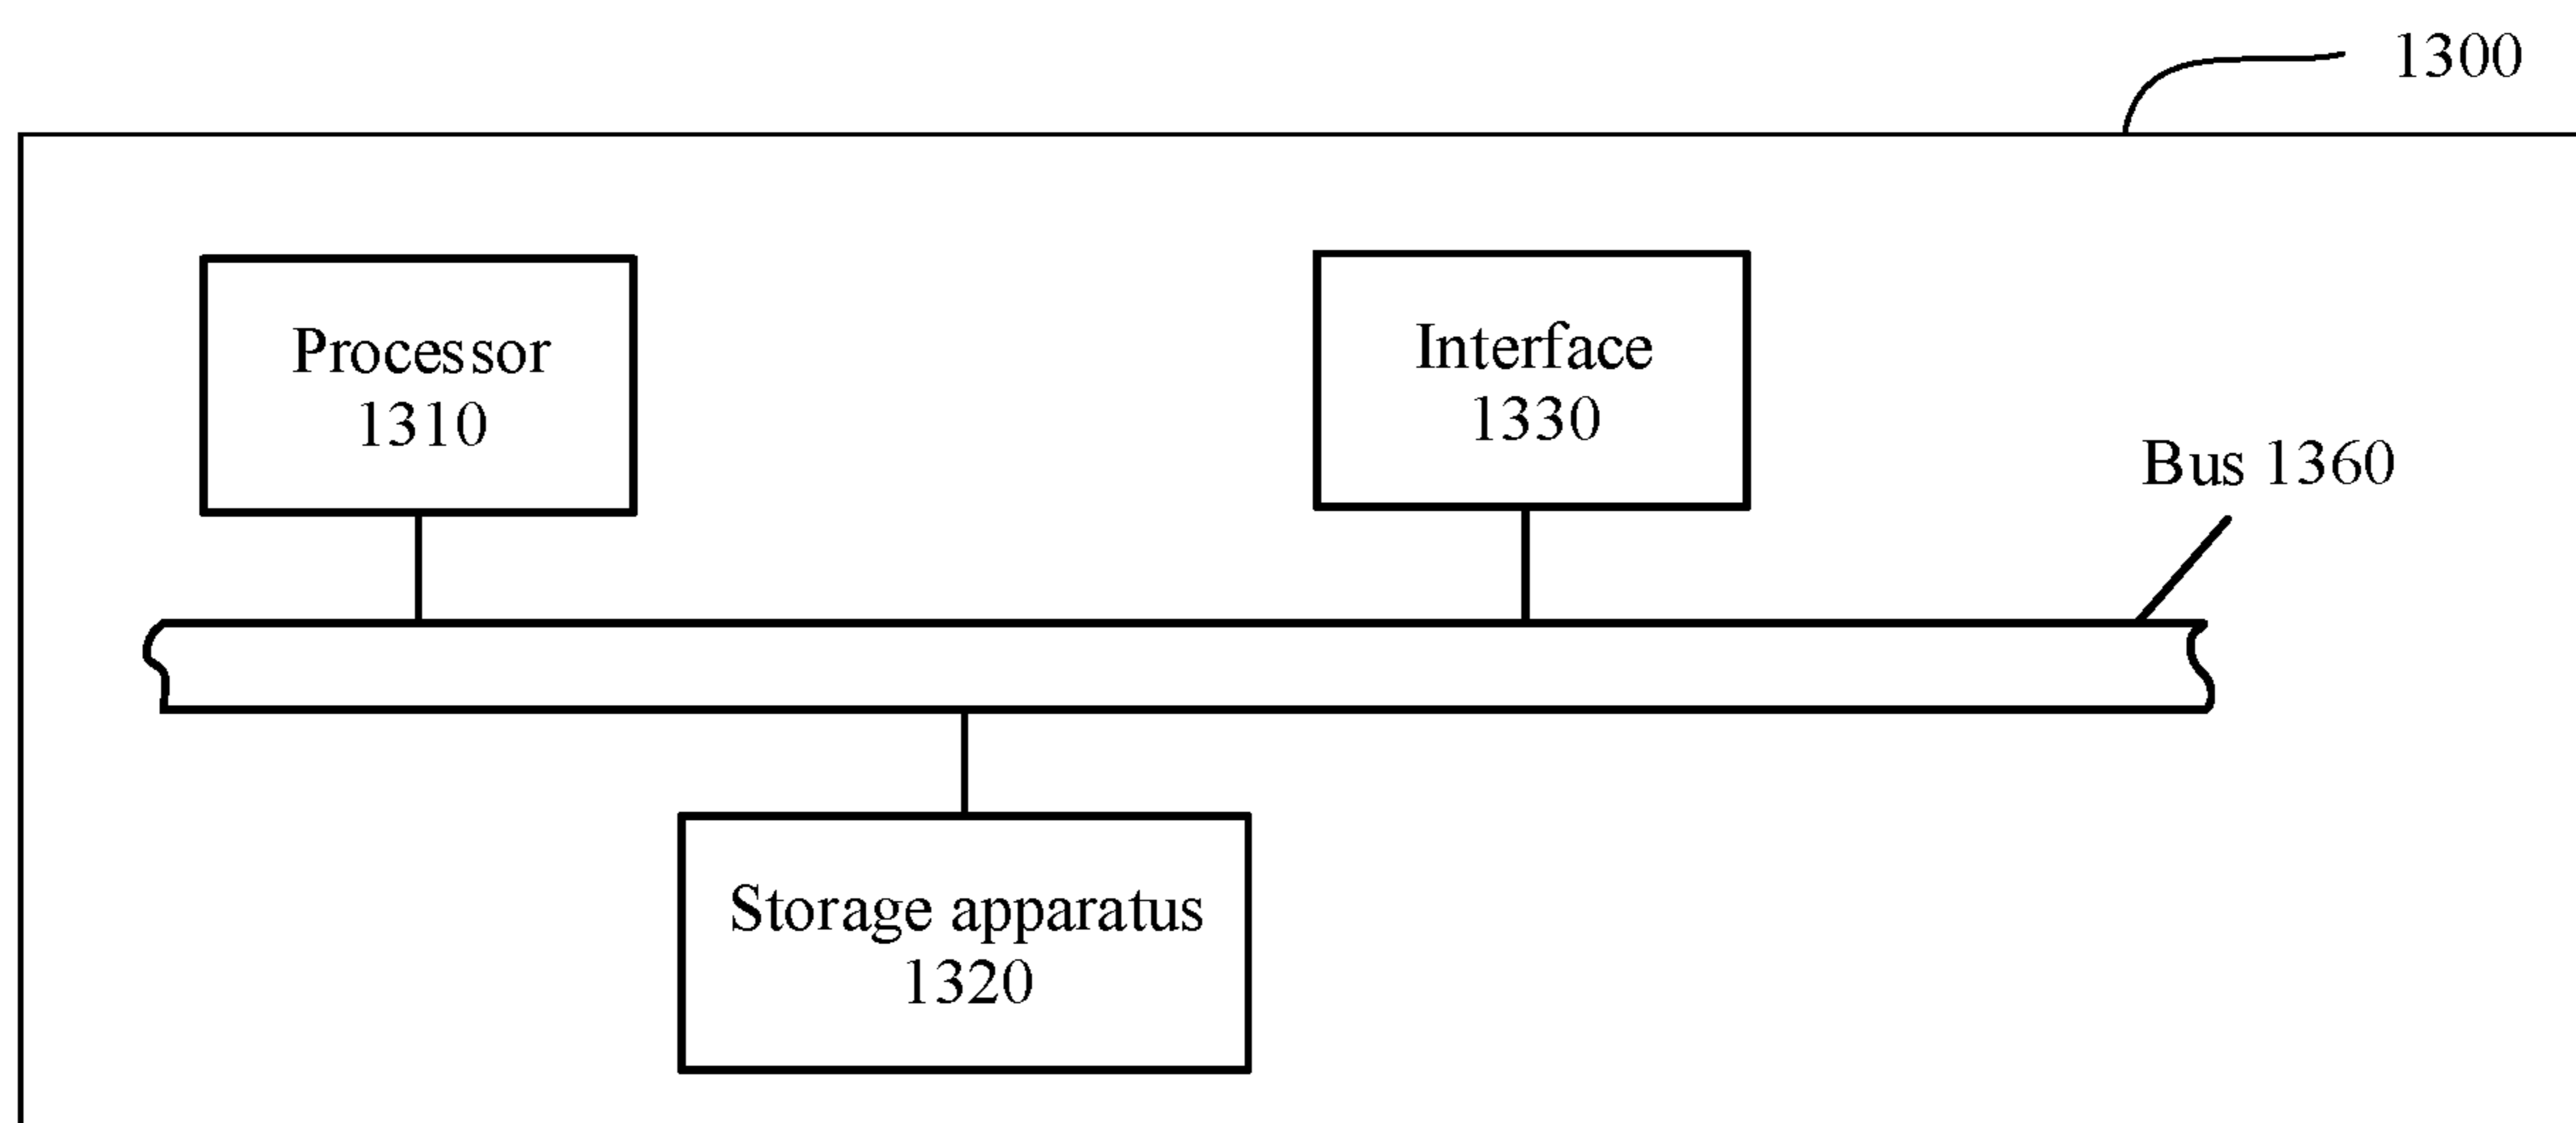 1300
Processor
1310
Interface
1330
Bus 1360
Storage apparatus
1320